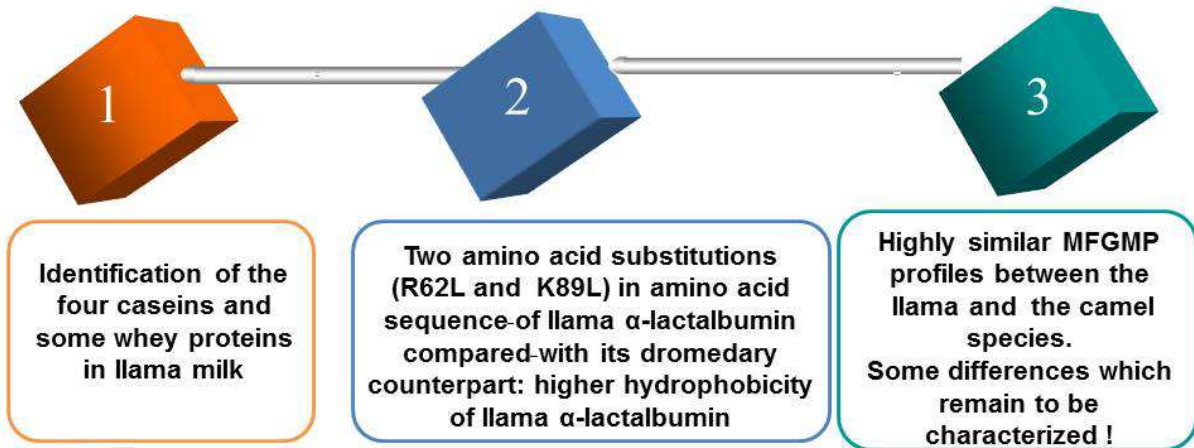 1
2
3
Identification of the
four caseins and
some whey proteins
in llama milk
Two amino acid substitutions
(R62L and K89L) in amino acid
sequence-of llama α-lactalbumin
compared-with its dromedary
counterpart: higher hydrophobicity
of llama α-lactalbumin
Highly similar MFGMP
profiles between the
llama and the camel
species.
Some differences which
remain to be
characterized !